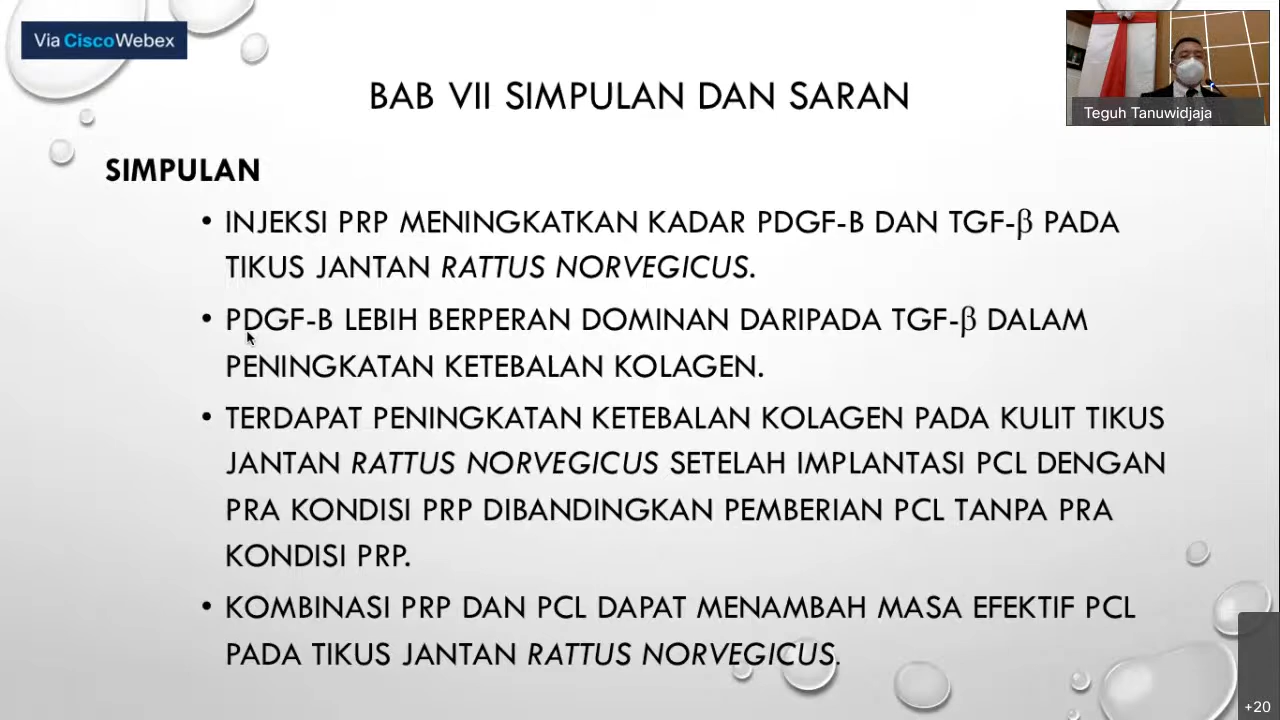 Via CiscoWebex
Teguh Tanuwidjaja
BAB VII SIMPULAN DAN SARAN
SIMPULAN
• INJEKSI PRP MENINGKATKAN KADAR PDGF-B DAN TGF-β PADA
TIKUS JANTAN RATTUS NORVEGICUS.
• PDGF-B LEBIH BERPERAN DOMINAN DARIPADA TGF-β DALAM
PENINGKATAN KETEBALAN KOLAGEN.
• TERDAPAT PENINGKATAN KETEBALAN KOLAGEN PADA KULIT TIKUS
JANTAN RATTUS NORVEGICUS SETELAH IMPLANTASI PCL DENGAN
PRA KONDISI PRP DIBANDINGKAN PEMBERIAN PCL TANPA PRA
KONDISI PRP.
• KOMBINASI PRP DAN PCL DAPAT MENAMBAH MASA EFEKTIF PCL
PADA TIKUS JANTAN RATTUS NORVEGICUS.
+20